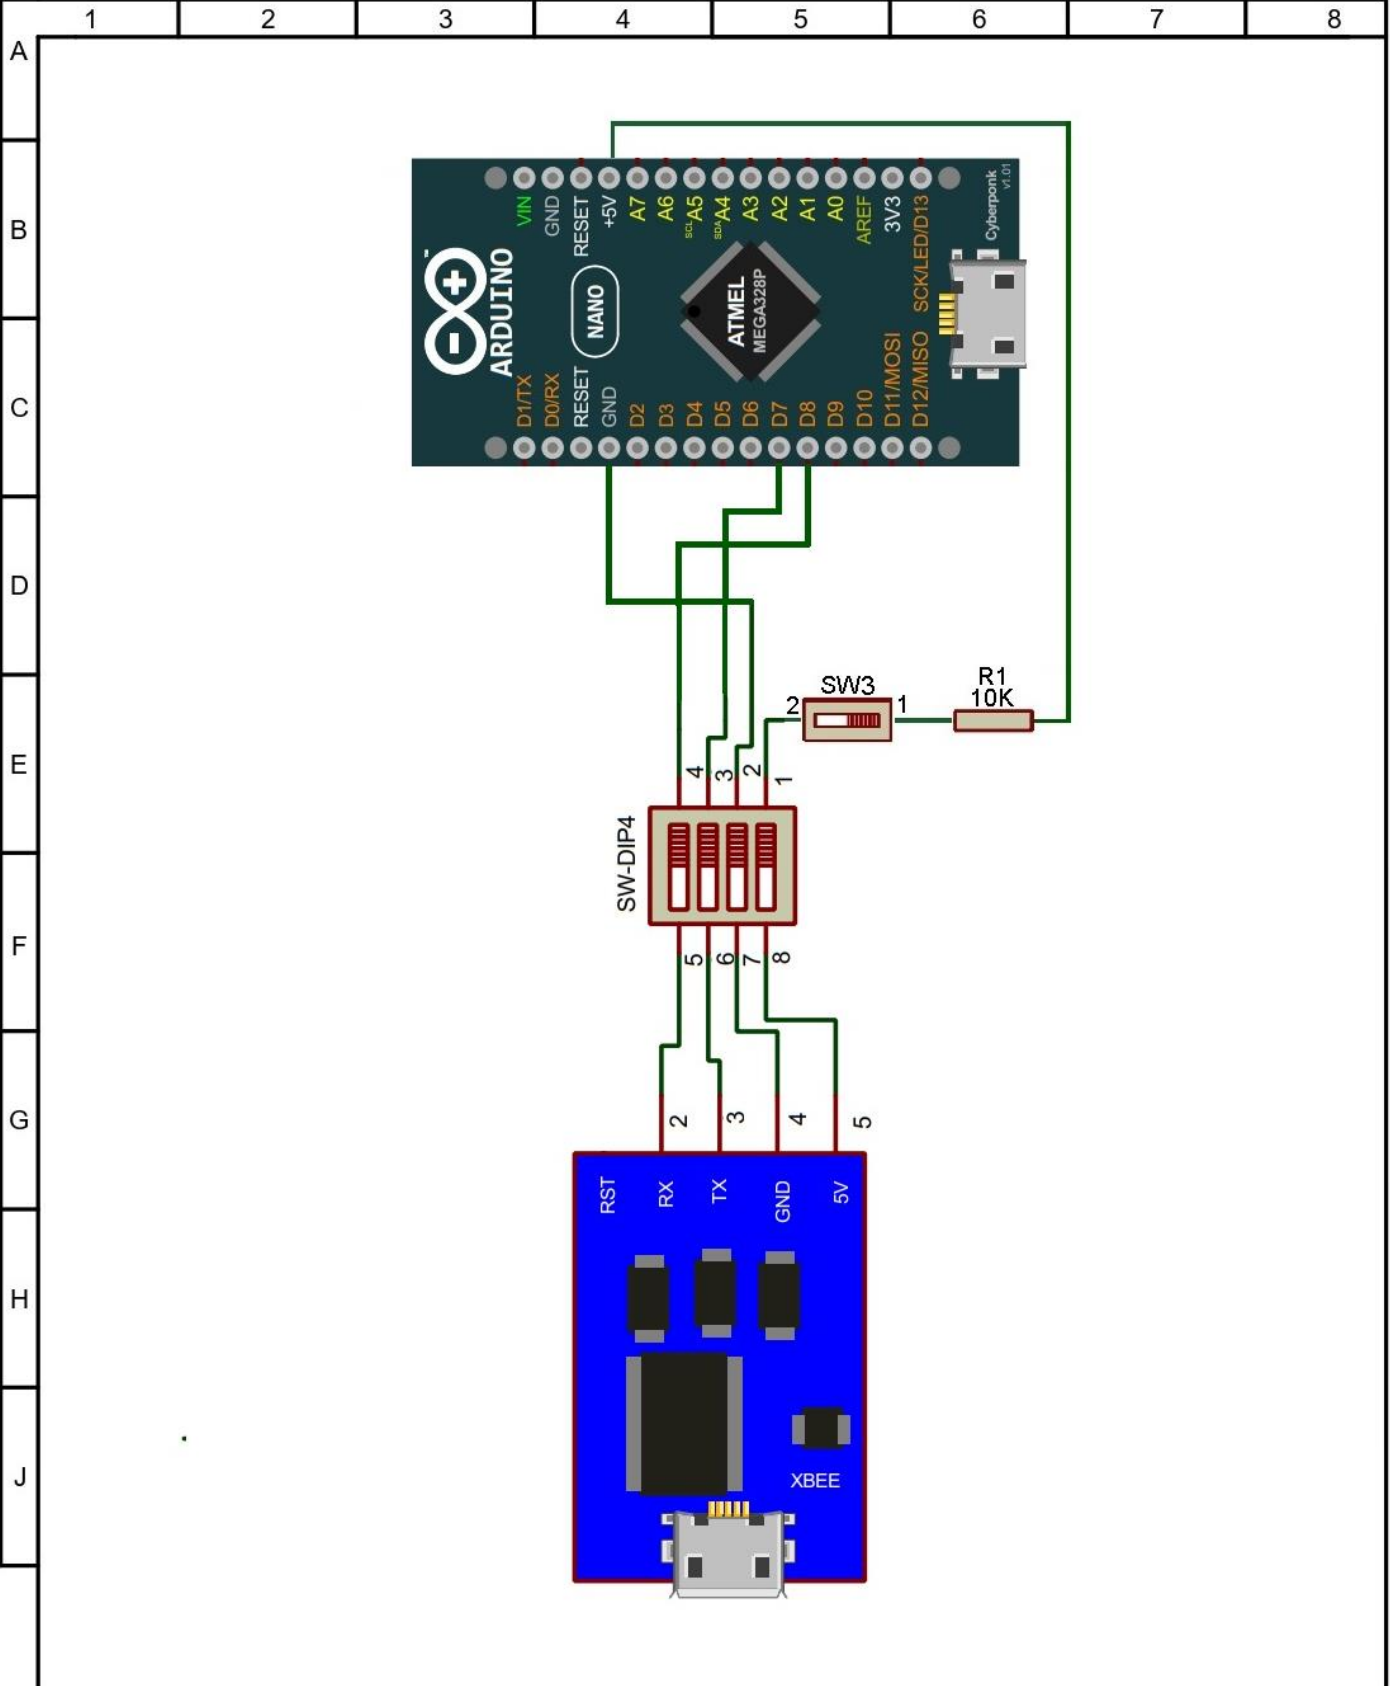 1 2 3 4 5 6 7 8
A
B
C
D
E
F
G
H
J
VIN GND RESET +5V A7 A6 SCL A5 SDA A4 A3 A2 A1 A0 AREF 3V3 SCK/LED/D13
Cyberponk
v1.01
™
ARDUINO
NANO
ATMEL
MEGA328P
D1/TX D0/RX RESET GND D2 D3 D4 D5 D6 D7 D8 D9 D10 D11/MOSI D12/MISO
SW3
2 1
R1
10K
4 3 2 1
SW-DIP4
5 6 7 8
2 3 4 5
RST RX TX GND 5V
XBEE